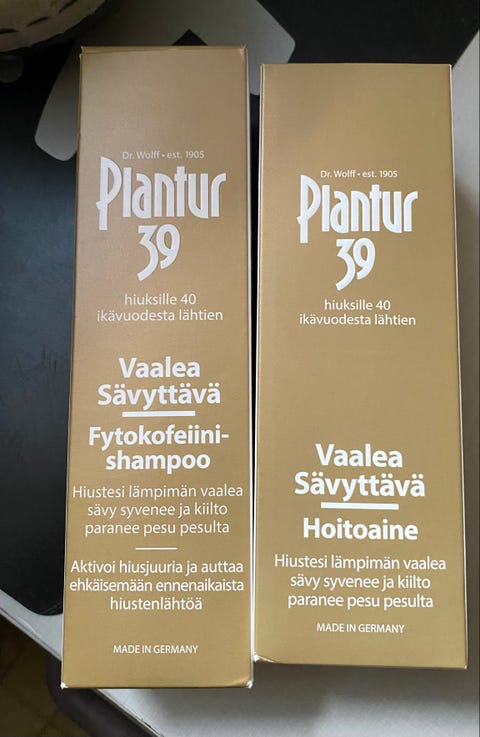 Dr. Wolff • est. 1905
Plantur
39
hiuksille 40
ikävuodesta lähtien
Vaalea
Sävyttävä
Fytokofeiini-
shampoo
Hiustesi lämpimän vaalea
sävy syvenee ja kiilto
paranee pesu pesulta
Aktivoi hiusjuuria ja auttaa
ehkäisemään ennenaikaista
hiustenlähtöä
MADE IN GERMANY
Dr. Wolff • est. 1905
Plantur
39
hiuksille 40
ikävuodesta lähtien
Vaalea
Sävyttävä
Hoitoaine
Hiustesi lämpimän vaalea
sävy syvenee ja kiilto
paranee pesu pesulta
MADE IN GERMANY